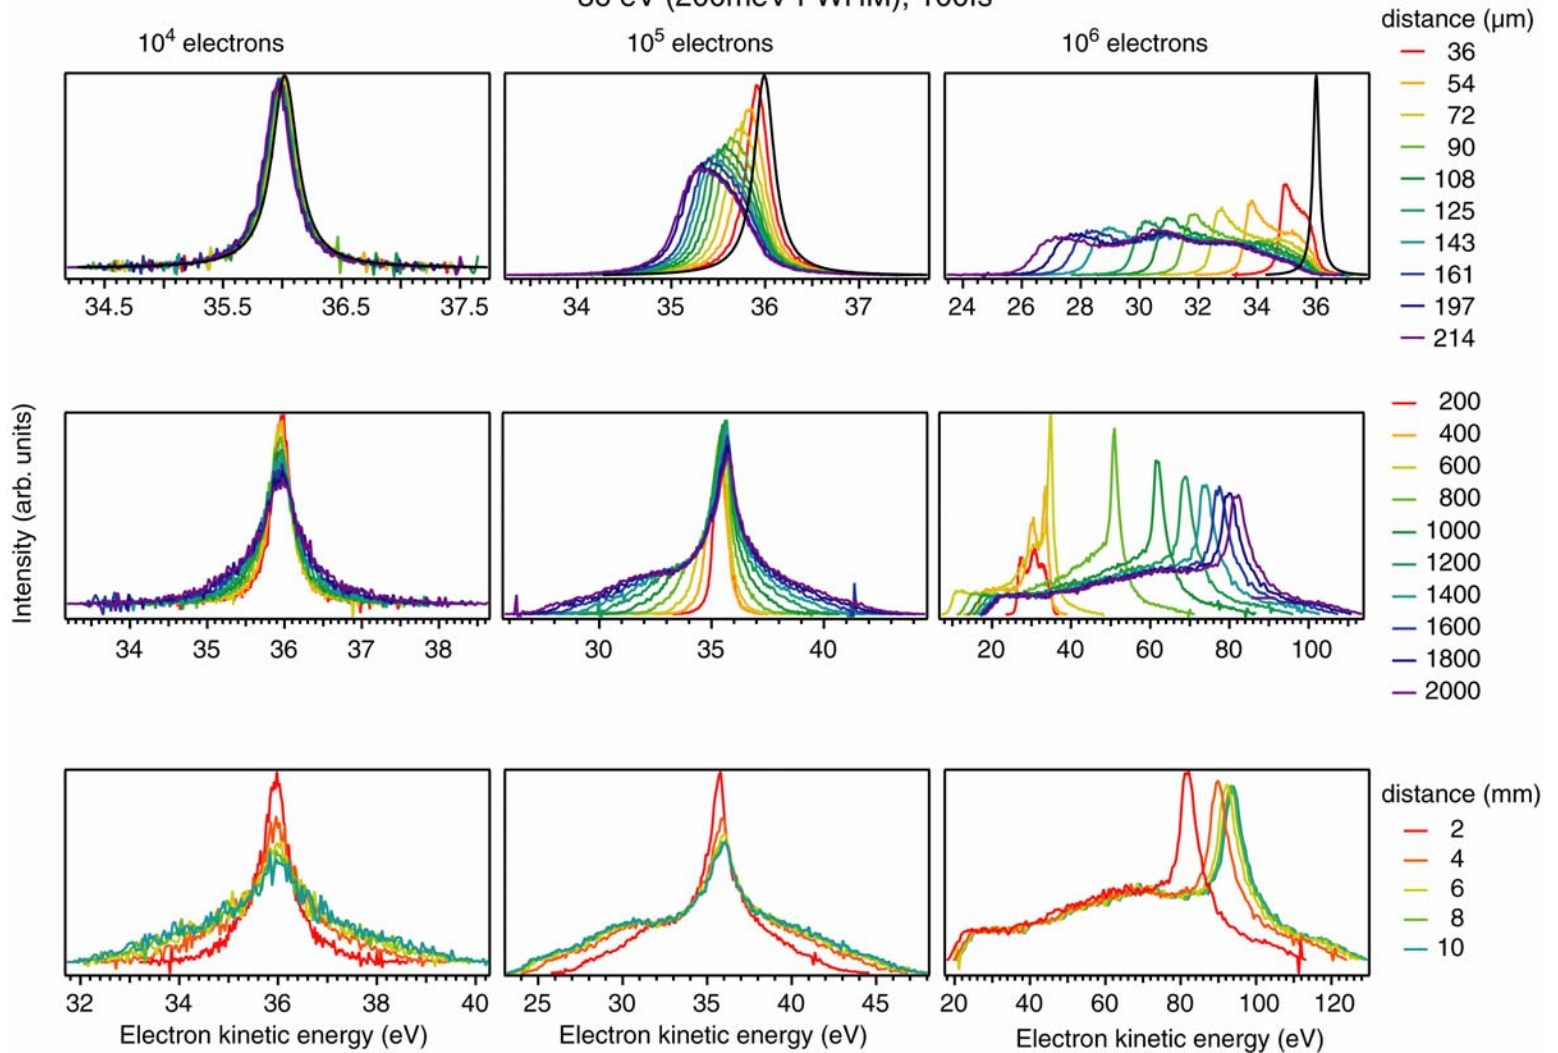 10⁴ electrons
10⁵ electrons
10⁶ electrons
distance (µm)
36
54
72
90
108
125
143
161
197
214
34.5 35.5 36.5 37.5
34 35 36 37
24 26 28 30 32 34 36
Intensity (arb. units)
200
400
600
800
1000
1200
1400
1600
1800
2000
34 35 36 37 38
30 35 40
20 40 60 80 100
distance (mm)
2
4
6
8
10
32 34 36 38 40
25 30 35 40 45
20 40 60 80 100 120
Electron kinetic energy (eV)
Electron kinetic energy (eV)
Electron kinetic energy (eV)